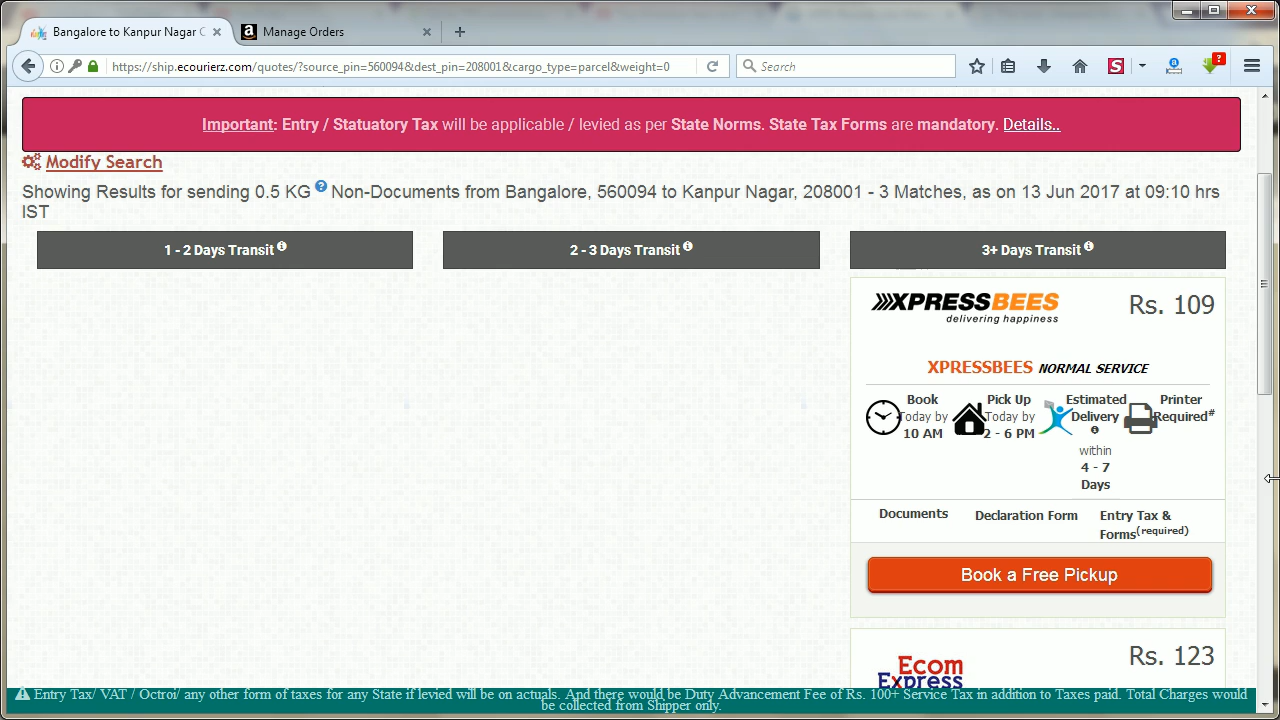 Bangalore to Kanpur Nagar C
Manage Orders
https://ship.ecourierz.com/quotes/?source_pin=560094&dest_pin=208001&cargo_type=parcel&weight=0
Search
Important: Entry / Statuatory Tax will be applicable / levied as per State Norms. State Tax Forms are mandatory. Details..
Modify Search
Showing Results for sending 0.5 KG Non-Documents from Bangalore, 560094 to Kanpur Nagar, 208001 - 3 Matches, as on 13 Jun 2017 at 09:10 hrs
IST
1 - 2 Days Transit
2 - 3 Days Transit
3+ Days Transit
XPRESSBEES
delivering happiness
Rs. 109
XPRESSBEES NORMAL SERVICE
Book
Today by
10 AM
Pick Up
Today by
2 - 6 PM
Estimated
Delivery
within
4 - 7
Days
Printer
Required#
Documents
Declaration Form
Entry Tax &
Forms(required)
Book a Free Pickup
Ecom
Express
Rs. 123
Entry Tax/ VAT / Octroi/ any other form of taxes for any State if levied will be on actuals. And there would be Duty Advancement Fee of Rs. 100+ Service Tax in addition to Taxes paid. Total Charges would
be collected from Shipper only.